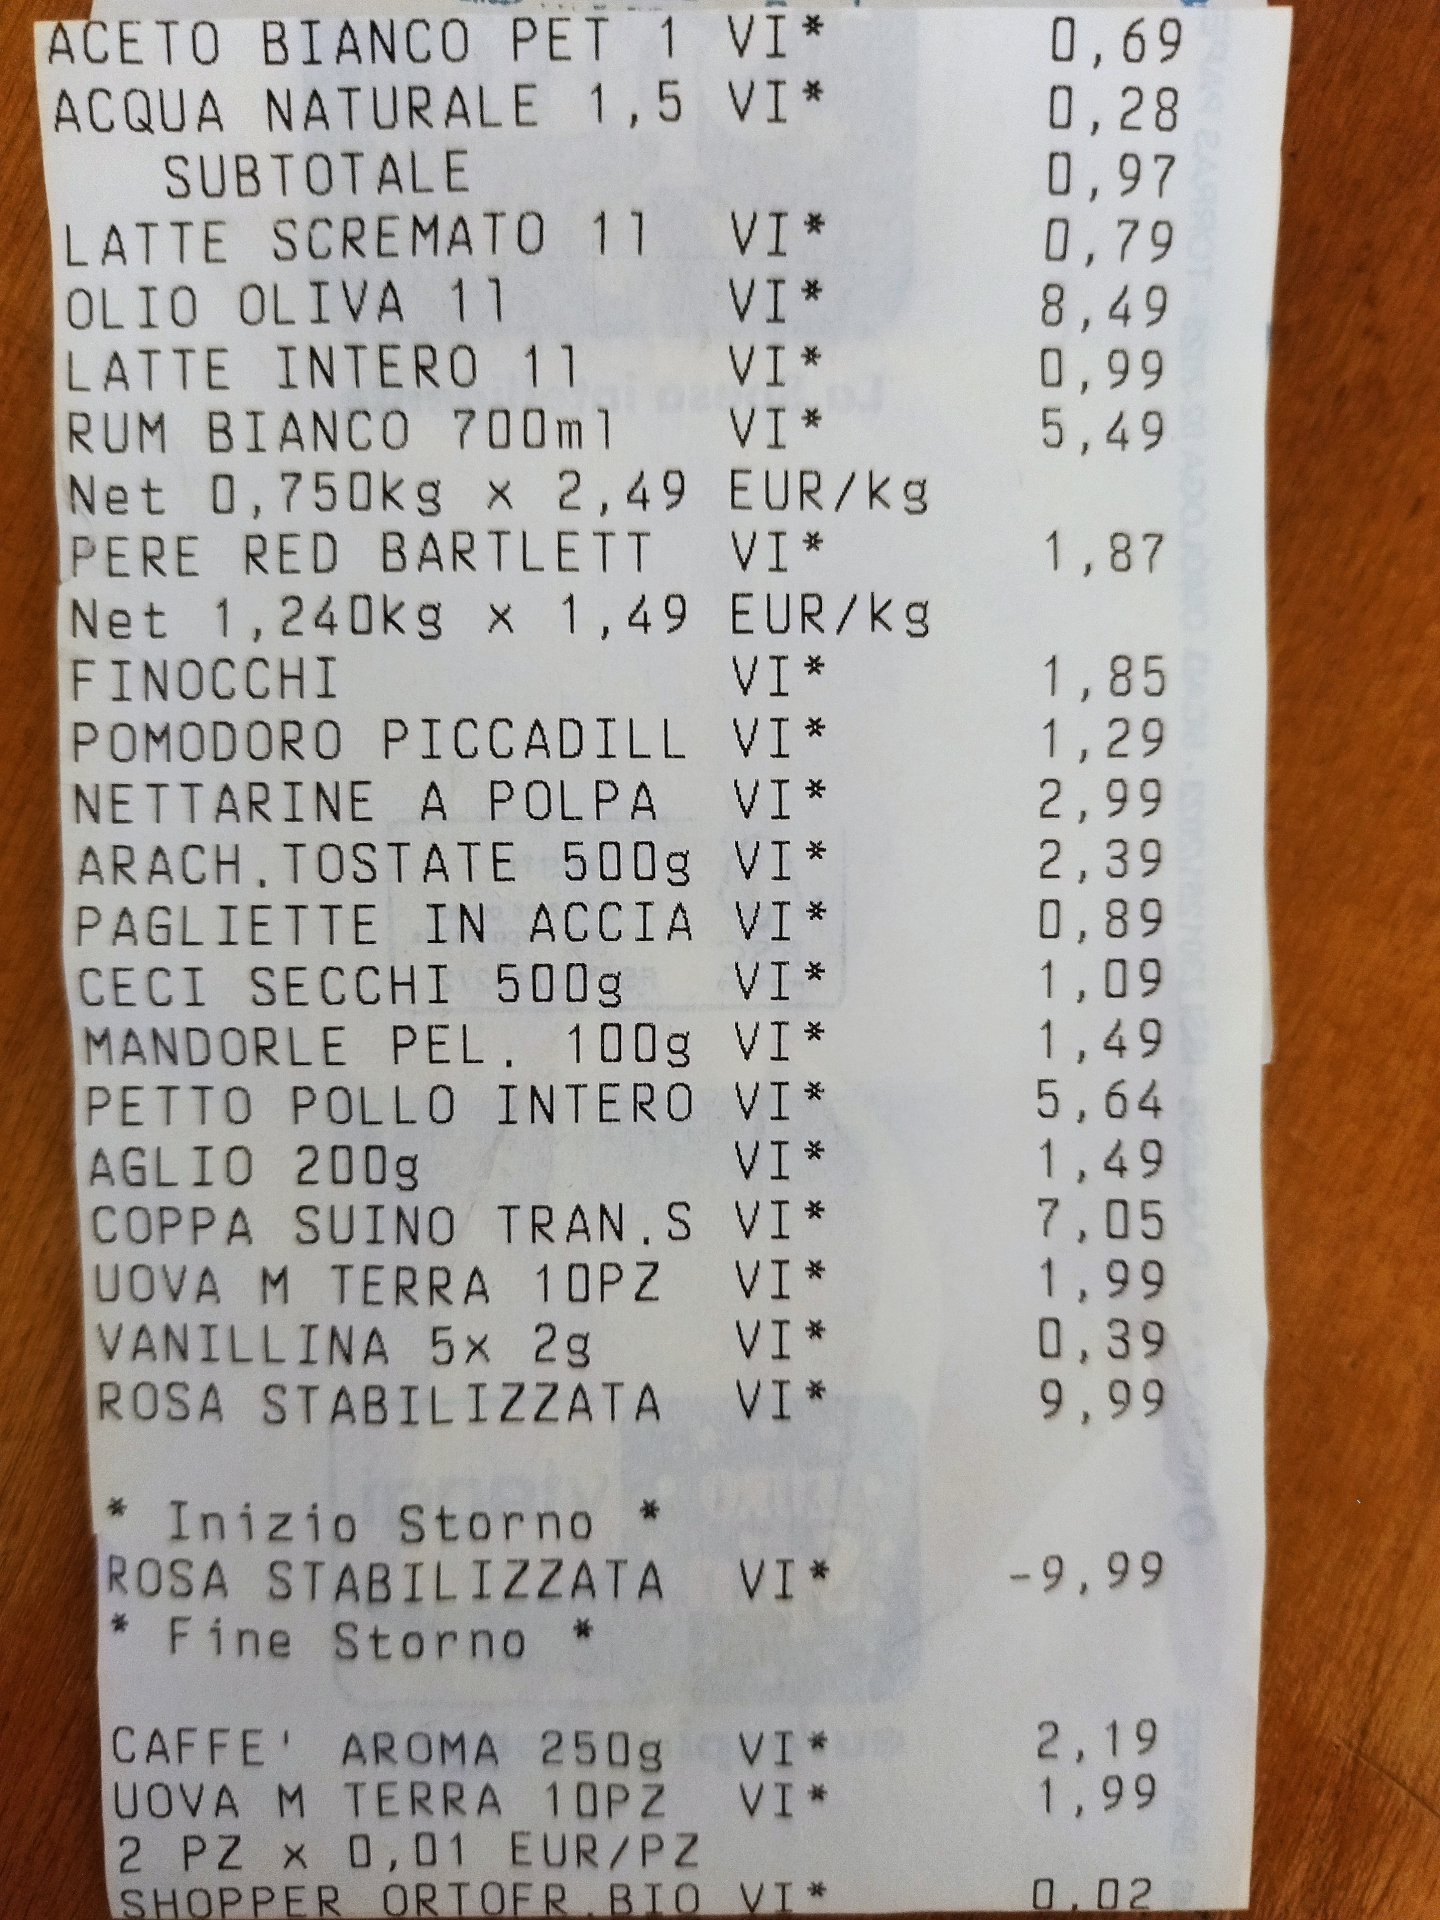 ACETO BIANCO PET 1 VI* 0,69
ACQUA NATURALE 1,5 VI* 0,28
SUBTOTALE 0,97
LATTE SCREMATO 1l VI* 0,79
OLIO OLIVA 1l VI* 8,49
LATTE INTERO 1l VI* 0,99
RUM BIANCO 700ml VI* 5,49
Net 0,750kg x 2,49 EUR/kg
PERE RED BARTLETT VI* 1,87
Net 1,240kg x 1,49 EUR/kg
FINOCCHI VI* 1,85
POMODORO PICCADILL VI* 1,29
NETTARINE A POLPA VI* 2,99
ARACH.TOSTATE 500g VI* 2,39
PAGLIETTE IN ACCIA VI* 0,89
CECI SECCHI 500g VI* 1,09
MANDORLE PEL. 100g VI* 1,49
PETTO POLLO INTERO VI* 5,64
AGLIO 200g VI* 1,49
COPPA SUINO TRAN.S VI* 7,05
UOVA M TERRA 10PZ VI* 1,99
VANILLINA 5x 2g VI* 0,39
ROSA STABILIZZATA VI* 9,99
* Inizio Storno *
ROSA STABILIZZATA VI* -9,99
* Fine Storno *
CAFFE' AROMA 250g VI* 2,19
UOVA M TERRA 10PZ VI* 1,99
2 PZ x 0,01 EUR/PZ
SHOPPER ORTOFR.BIO VI* 0,02